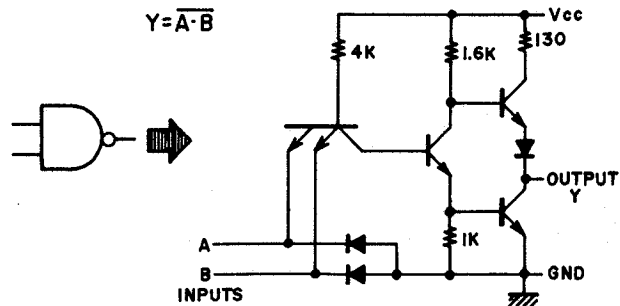 Y=A·B
Vcc
4K
1.6K
130
OUTPUT
Y
A
1K
B
GND
INPUTS